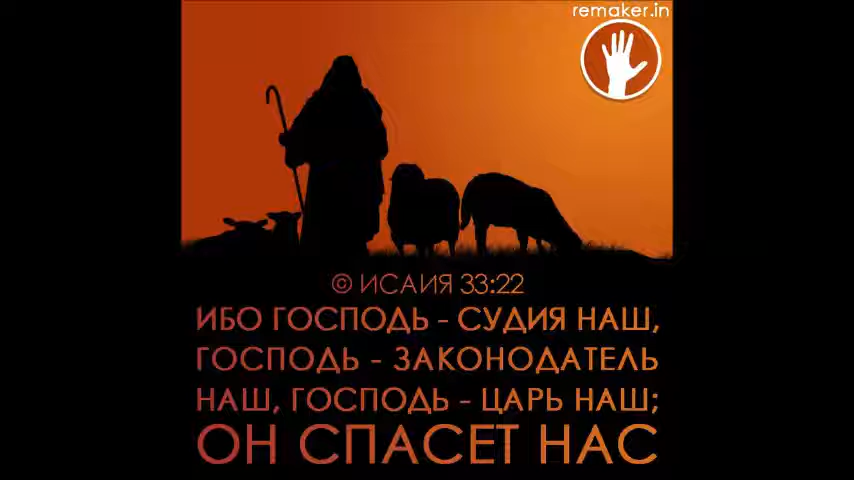 remaker.in
© ИСАИЯ 33:22
ИБО ГОСПОДЬ - СУДИЯ НАШ,
ГОСПОДЬ - ЗАКОНОДАТЕЛЬ
НАШ, ГОСПОДЬ - ЦАРЬ НАШ;
ОН СПАСЕТ НАС